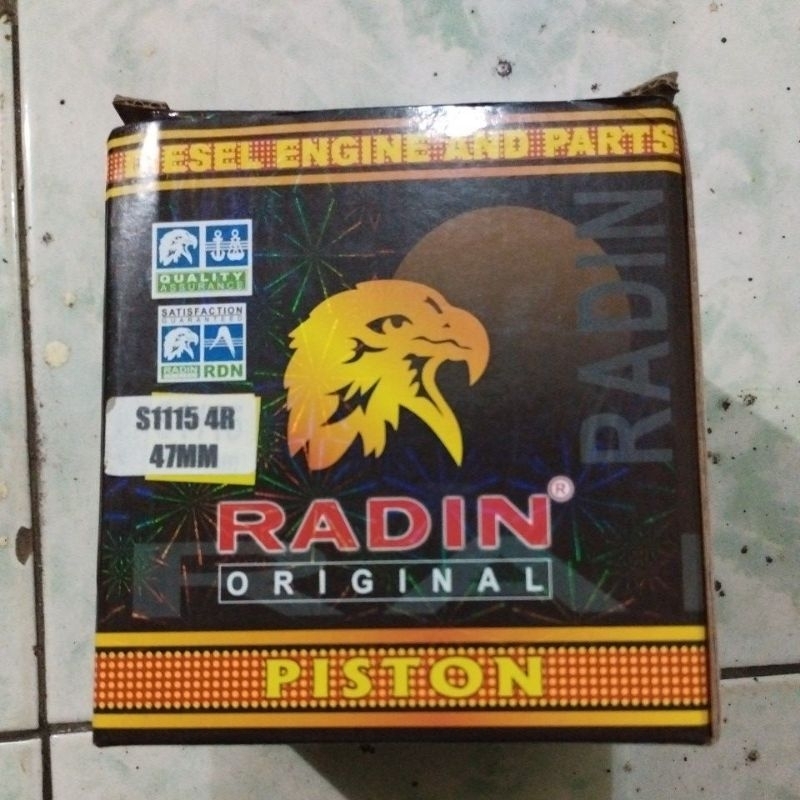 DIESEL ENGINE AND PARTS
RADIN
QUALITY
ASSURANCE
SATISFACTION
GUARANTEED
RADIN
RDN
S1115 4R
47MM
RADIN®
ORIGINAL
PISTON